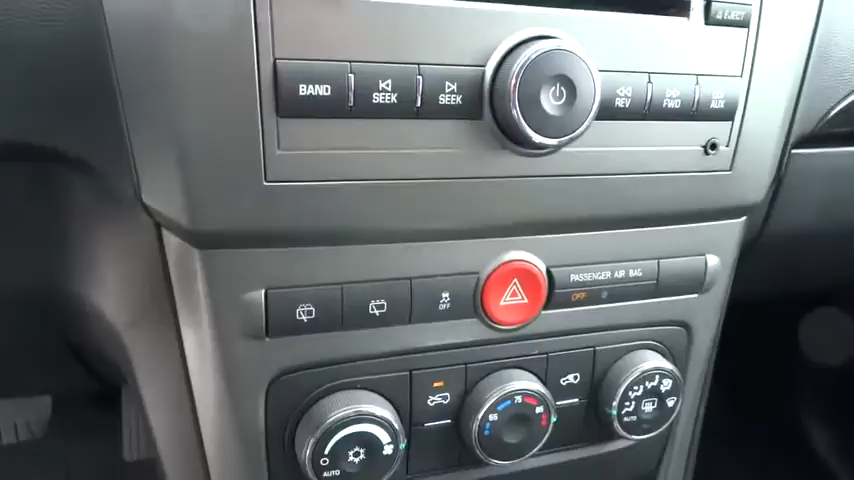 EJECT
BAND
SEEK
SEEK
REV
FWD
AUX
PASSENGER AIR BAG
OFF
OFF
65
75
85
AUTO
AUTO